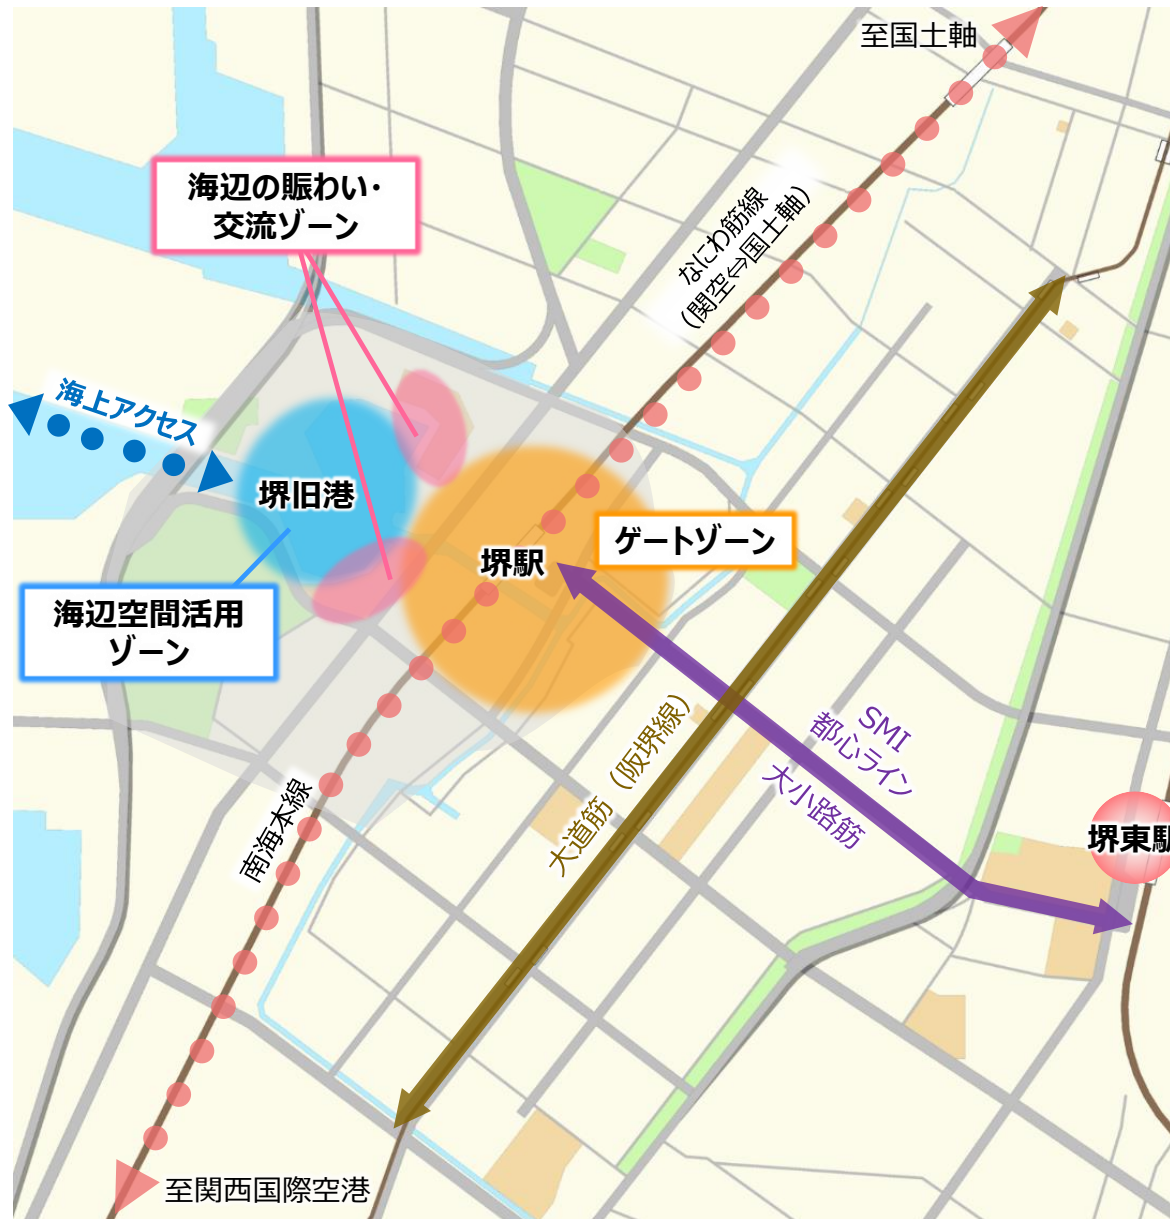 至国土軸
海辺の賑わい・
交流ゾーン
なにわ筋線
(関空⇔国土軸)
海上アクセス
堺旧港
堺駅
ゲートゾーン
海辺空間活用
ゾーン
SMI
都心ライン
大小路筋
大道筋（阪堺線）
南海本線
堺東駅
至関西国際空港